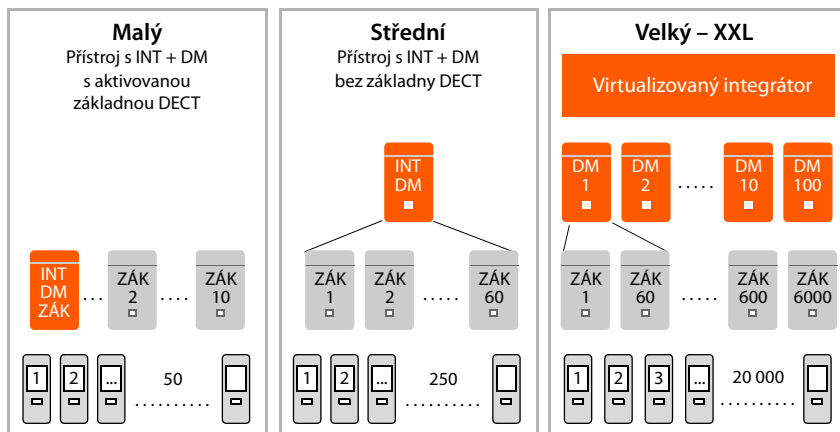 Malý
Přístroj s INT + DM
s aktivovanou
základnou DECT
INT
DM
ZÁK
....
ZÁK
2
....
ZÁK
10
1
2
...
50
..........
Střední
Přístroj s INT + DM
bez základny DECT
INT
DM
ZÁK
1
ZÁK
2
.....
ZÁK
60
1
2
...
250
..........
Velký – XXL
Virtualizovaný integrátor
DM
1
DM
2
.....
DM
10
DM
100
ZÁK
1
ZÁK
60
.....
ZÁK
600
ZÁK
6000
1
2
3
...
20 000
..........